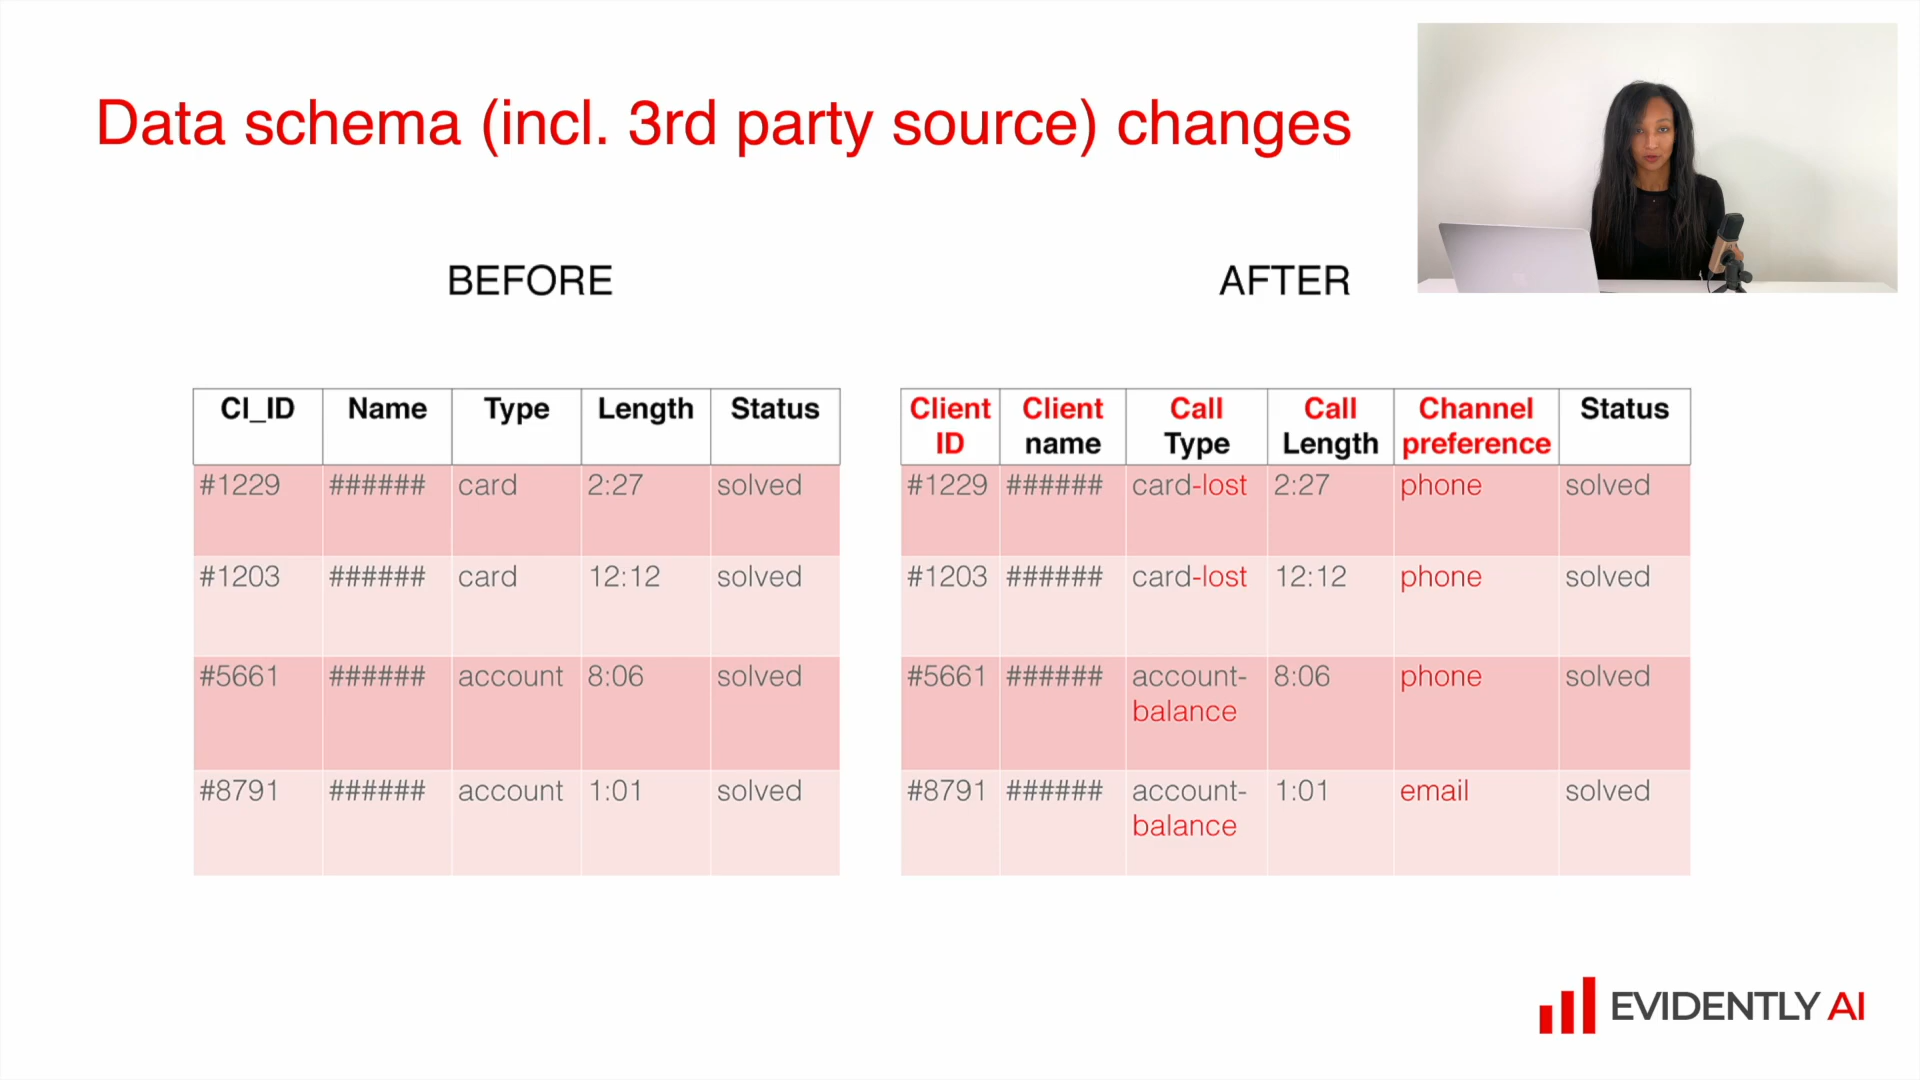 Data schema (incl. 3rd party source) changes
BEFORE
Cl_ID Name Type Length Status
#1229 ###### card 2:27 solved
#1203 ###### card 12:12 solved
#5661 ###### account 8:06 solved
#8791 ###### account 1:01 solved
AFTER
Client ID Client name Call Type Call Length Channel preference Status
#1229 ###### card-lost 2:27 phone solved
#1203 ###### card-lost 12:12 phone solved
#5661 ###### account-balance 8:06 phone solved
#8791 ###### account-balance 1:01 email solved
EVIDENTLY AI